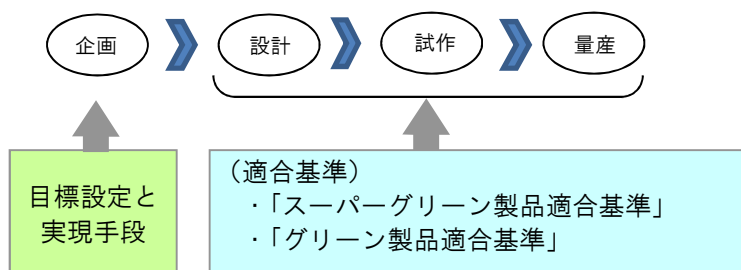 企画
設計
試作
量産
目標設定と
実現手段
（適合基準）
・「スーパーグリーン製品適合基準」
・「グリーン製品適合基準」